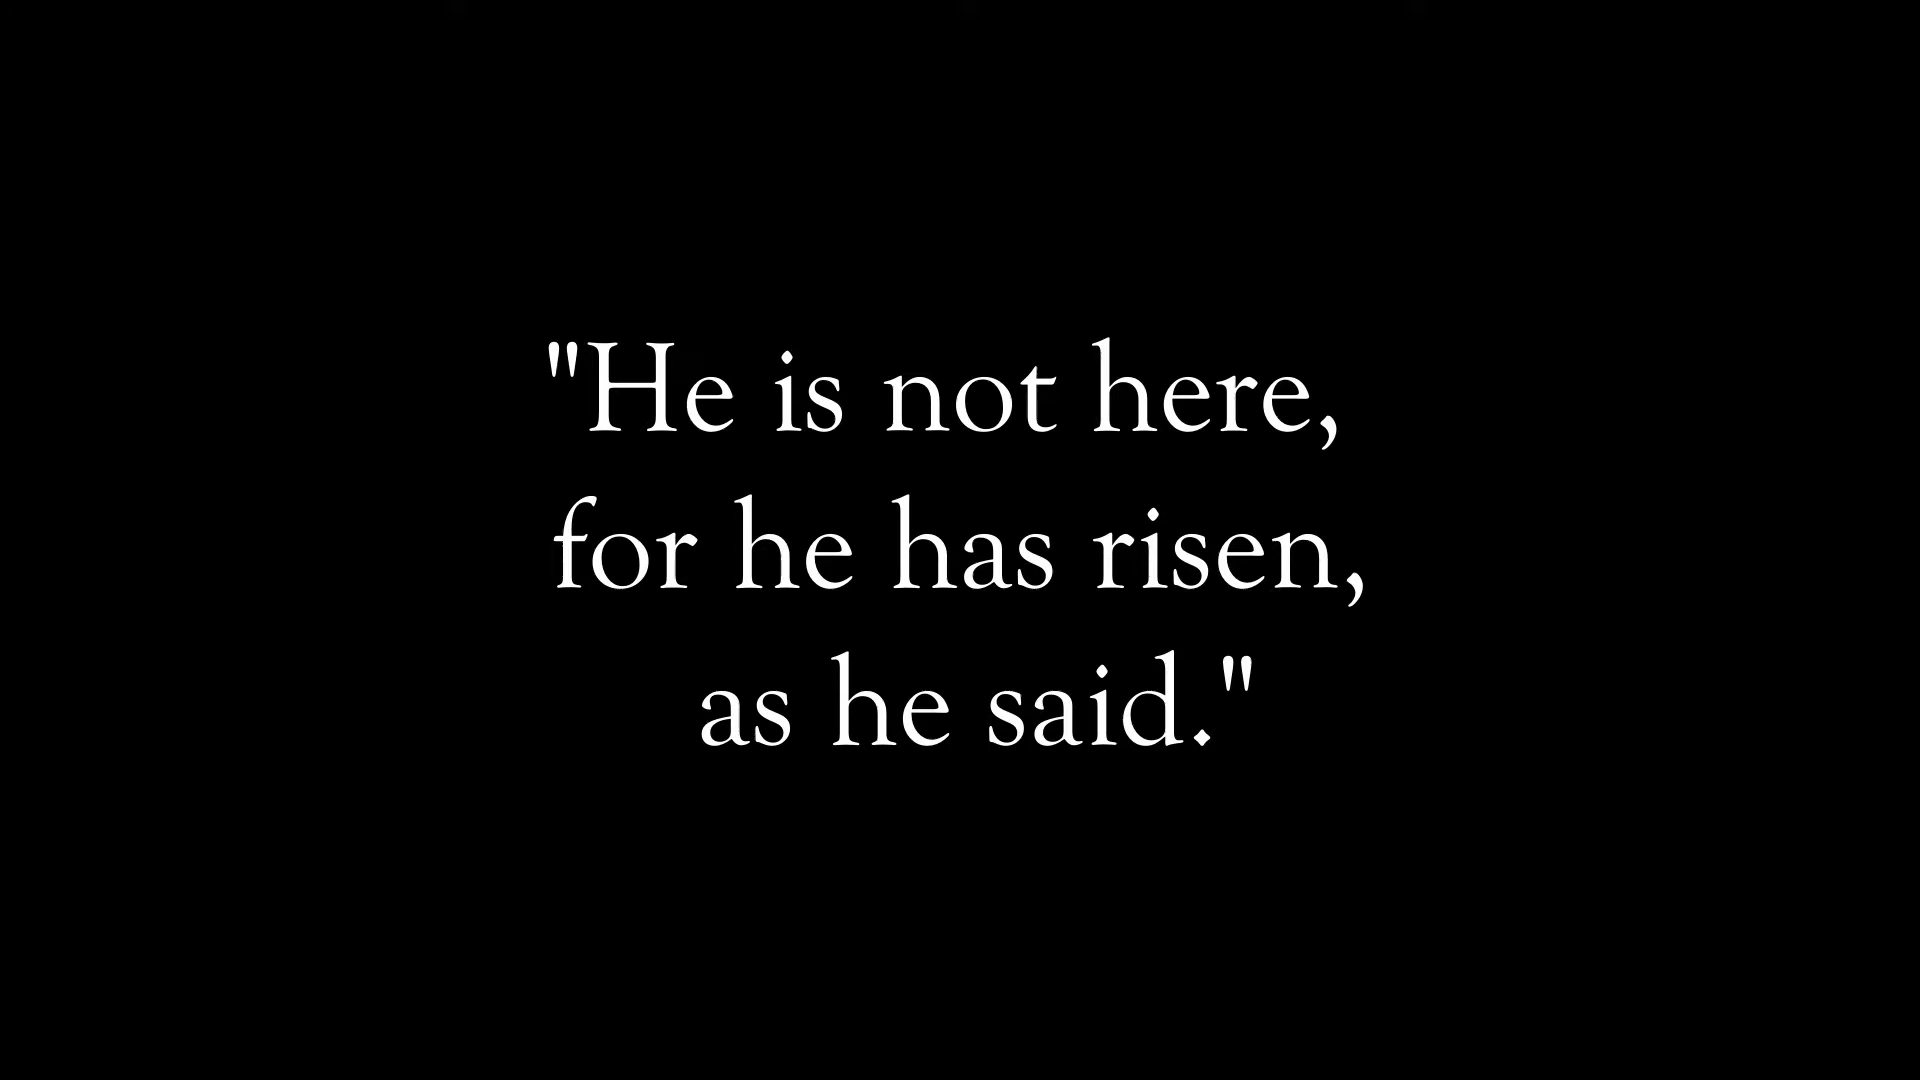 "He is not here,
for he has risen,
as he said."